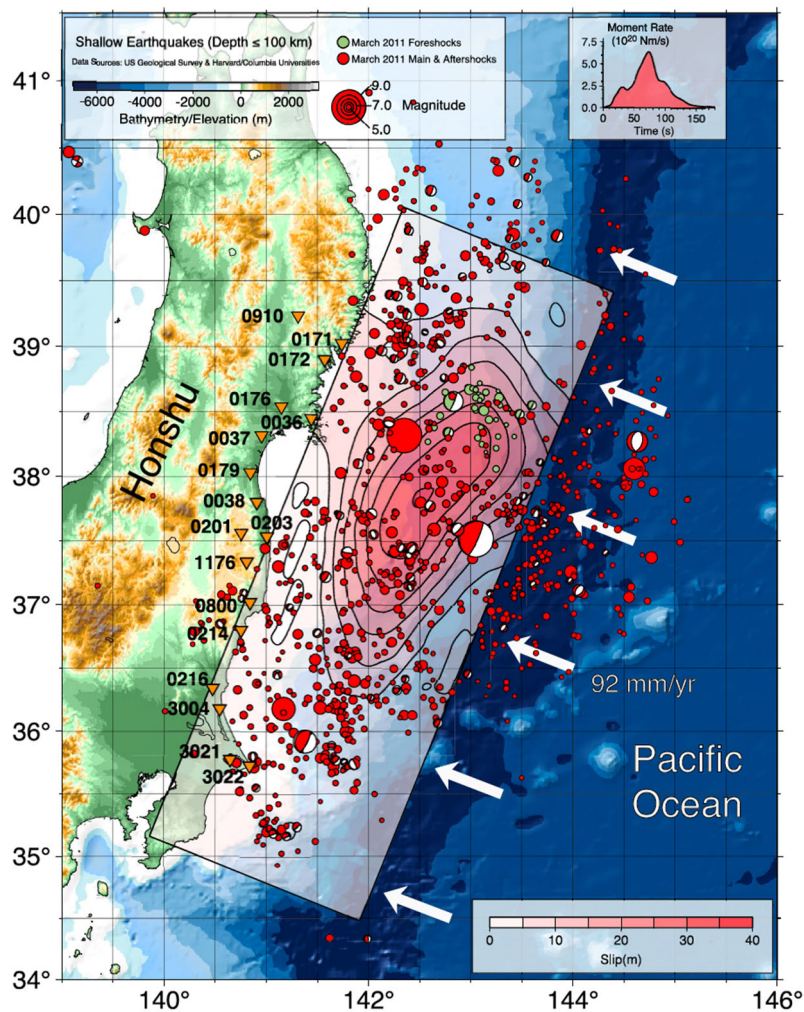 Shallow Earthquakes (Depth ≤ 100 km)
Data Sources: US Geological Survey & Harvard/Columbia Universities
-6000 -4000 -2000 0 2000
Bathymetry/Elevation (m)
March 2011 Foreshocks
March 2011 Main & Aftershocks
9.0
7.0 Magnitude
5.0
Moment Rate
(10²⁰ Nm/s)
7.5
5.0
2.5
0.0
0 50 100 150
Time (s)
41°
40°
39°
38°
37°
36°
35°
34°
140° 142° 144° 146°
Honshu
0910
0171
0172
0176
0036
0037
0179
0038
0201 0203
1176
0800
0214
0216
3004
3021
3022
92 mm/yr
Pacific
Ocean
0 10 20 30 40
Slip(m)